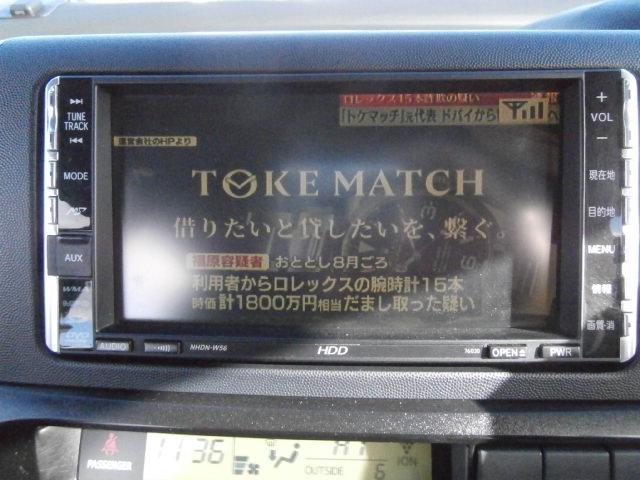 ロレックス15本詐欺の疑い
「トケマッチ」元代表 ドバイから
運営会社のHPより
TOKE MATCH
借りたいと貸したいを、繋ぐ
福原容疑者 おととし8月ごろ
利用者からロレックスの腕時計15本
時価 計1800万円相当だまし取った疑い
TUNE
TRACK
MODE
AUX
VOL
現在地
目的地
MENU
情報
画質・消
AUDIO
NHDN-W56
HDD
76030
OPEN
PWR
PASSENGER
11:36
OUTSIDE
6
ION